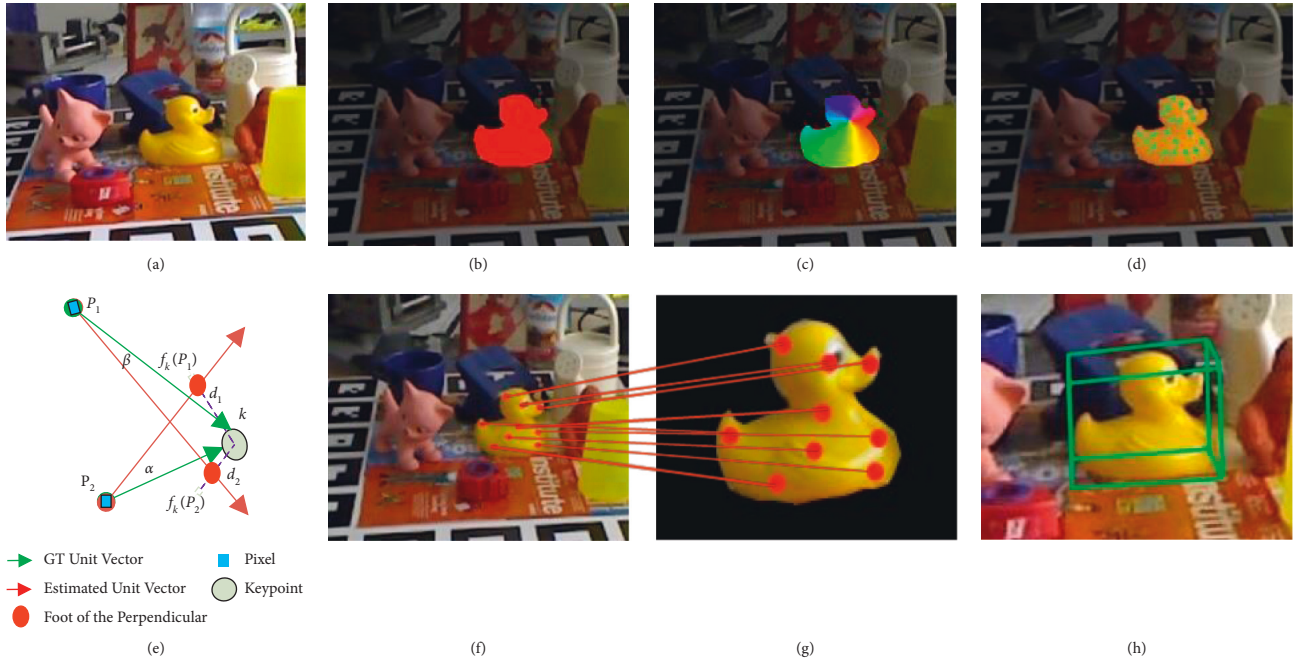 (a)
(b)
(c)
(d)
P₁
β
fₖ(P₁)
d₁
k
α
P₂
d₂
fₖ(P₂)
GT Unit Vector
Pixel
Estimated Unit Vector
Keypoint
Foot of the Perpendicular
(e)
(f)
(g)
(h)
Institute
Institute
Institute
Institute